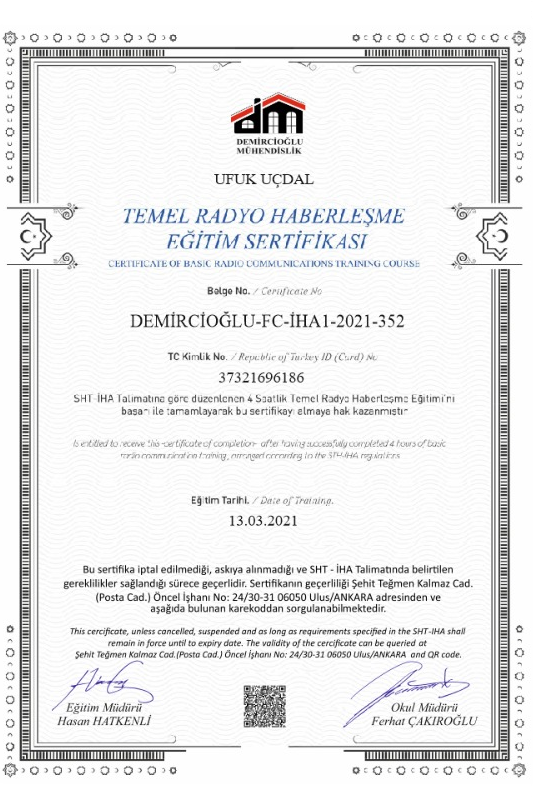 DEMİRCİOĞLU
MÜHENDİSLİK
UFUK UÇDAL
TEMEL RADYO HABERLEŞME
EĞİTİM SERTİFİKASI
CERTIFICATE OF BASIC RADIO COMMUNICATIONS TRAINING COURSE
Belge No. / Certificate No
DEMİRCİOĞLU-FC-İHA1-2021-352
TC Kimlik No. / Republic of Turkey ID (Card) No
37321696186
SHT-İHA Talimatına göre düzenlenen 4 Saatlik Temel Radyo Haberleşme Eğitimi'ni
başarı ile tamamlayarak bu sertifikayı almaya hak kazanmıştır
Is entitled to receive this certificate of completion after having successfully completed 4 hours of basic
radio communication training, arranged according to the SHT-IHA regulations
Eğitim Tarihi. / Date of Training.
13.03.2021
Bu sertifika iptal edilmediği, askıya alınmadığı ve SHT - İHA Talimatında belirtilen
gereklilikler sağlandığı sürece geçerlidir. Sertifikanın geçerliliği Şehit Teğmen Kalmaz Cad.
(Posta Cad.) Öncel İşhanı No: 24/30-31 06050 Ulus/ANKARA adresinden ve
aşağıda bulunan karekoddan sorgulanabilmektedir.
This cercificate, unless cancelled, suspended and as long as requirements specified in the SHT-IHA shall
remain in force until to expiry date. The validity of the cercificate can be queried at
Şehit Teğmen Kalmaz Cad.(Posta Cad.) Öncel İşhanı No: 24/30-31 06050 Ulus/ANKARA and QR code.
Eğitim Müdürü
Hasan HATKENLİ
Okul Müdürü
Ferhat ÇAKIROĞLU